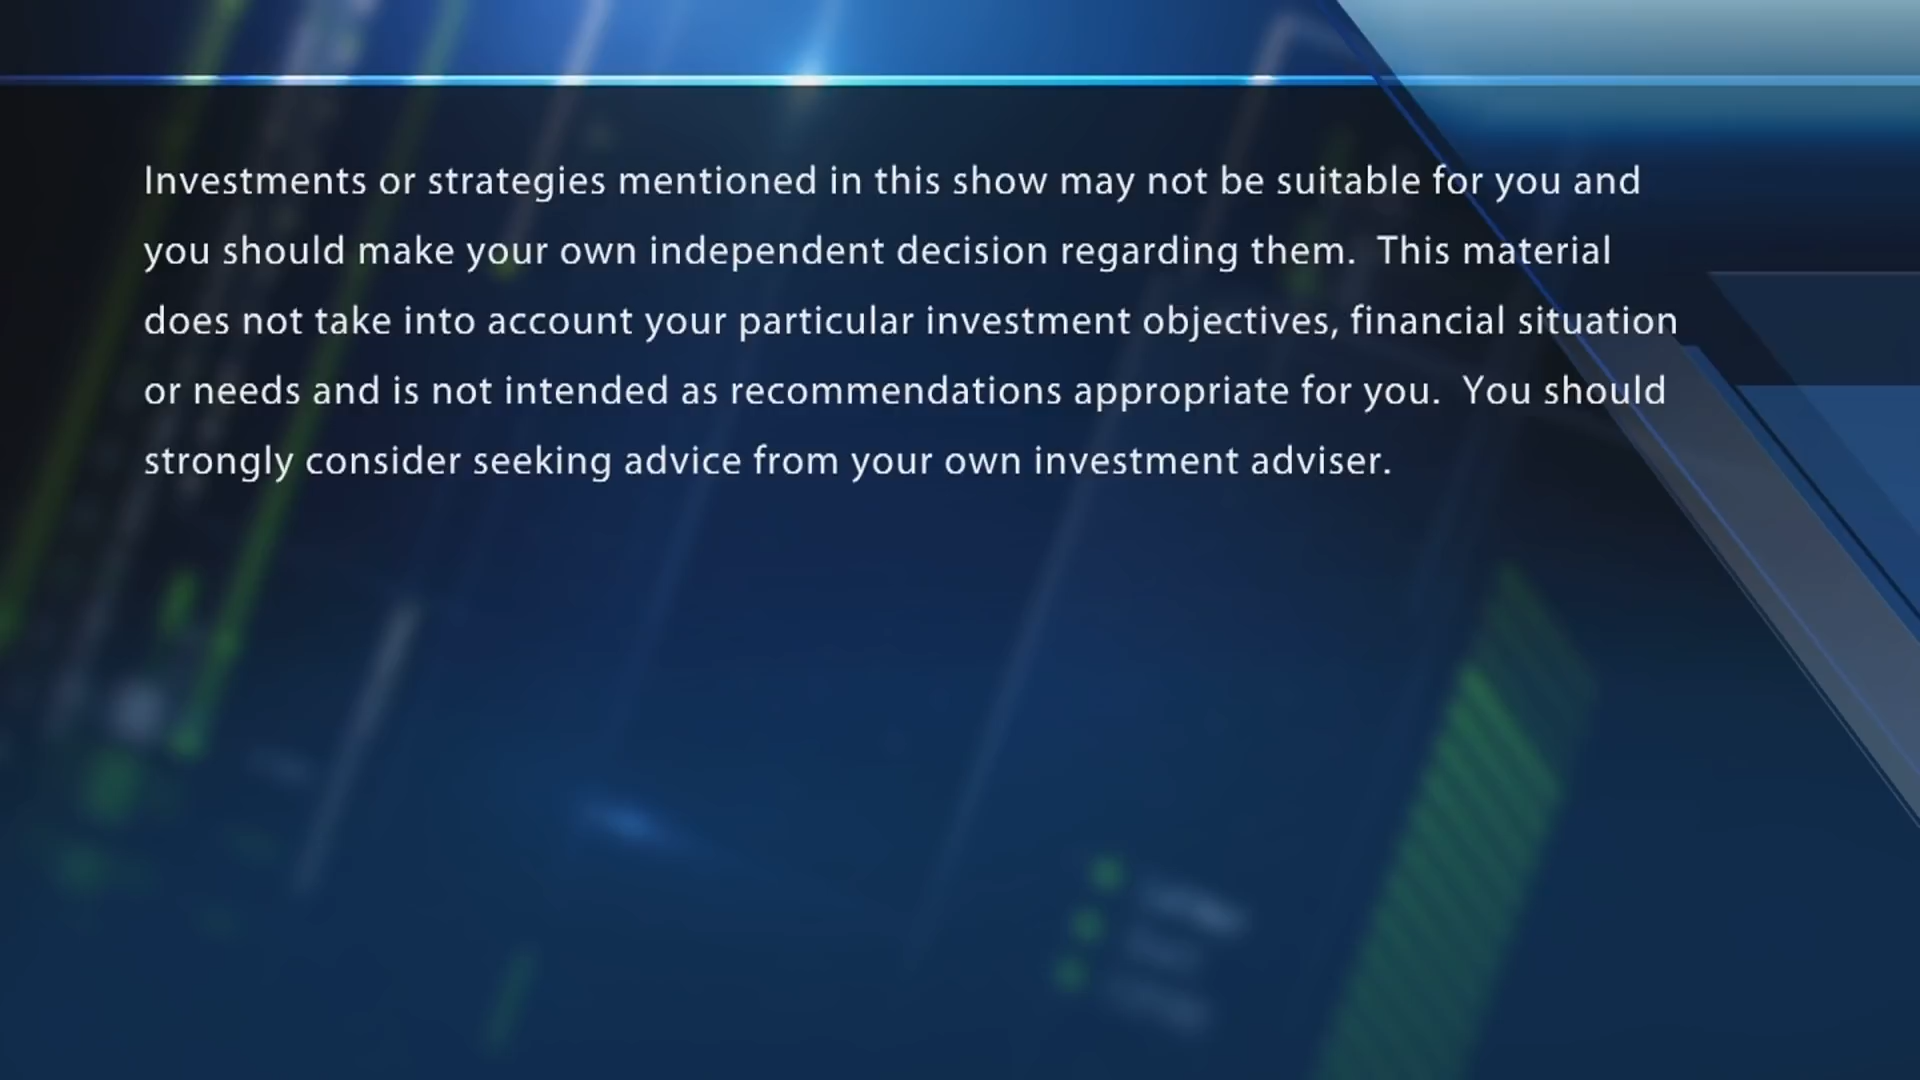 Investments or strategies mentioned in this show may not be suitable for you and
you should make your own independent decision regarding them.  This material
does not take into account your particular investment objectives, financial situation
or needs and is not intended as recommendations appropriate for you.  You should
strongly consider seeking advice from your own investment adviser.